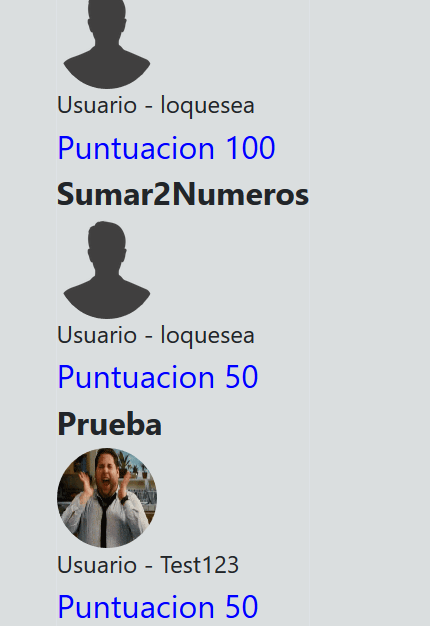 Usuario - loquesea
Puntuacion 100
Sumar2Numeros
Usuario - loquesea
Puntuacion 50
Prueba
Usuario - Test123
Puntuacion 50